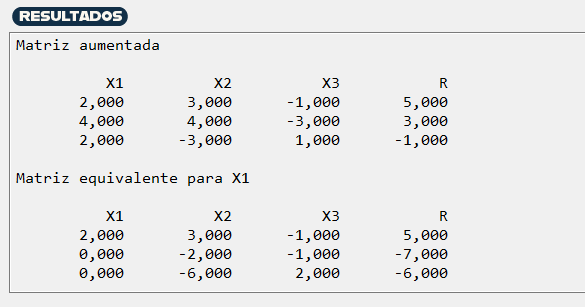 RESULTADOS
Matriz aumentada
X1 X2 X3 R
2,000 3,000 -1,000 5,000
4,000 4,000 -3,000 3,000
2,000 -3,000 1,000 -1,000
Matriz equivalente para X1
X1 X2 X3 R
2,000 3,000 -1,000 5,000
0,000 -2,000 -1,000 -7,000
0,000 -6,000 2,000 -6,000